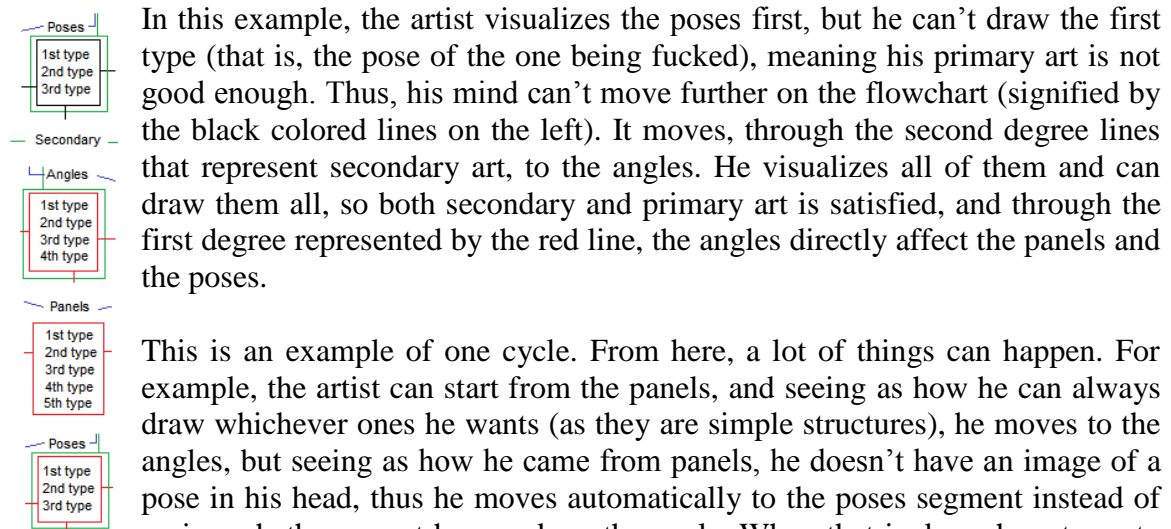 Poses
1st type
2nd type
3rd type
Secondary
Angles
1st type
2nd type
3rd type
4th type
Panels
1st type
2nd type
3rd type
4th type
5th type
Poses
1st type
2nd type
3rd type
In this example, the artist visualizes the poses first, but he can’t draw the first
type (that is, the pose of the one being fucked), meaning his primary art is not
good enough. Thus, his mind can’t move further on the flowchart (signified by
the black colored lines on the left). It moves, through the second degree lines
that represent secondary art, to the angles. He visualizes all of them and can
draw them all, so both secondary and primary art is satisfied, and through the
first degree represented by the red line, the angles directly affect the panels and
the poses.
This is an example of one cycle. From here, a lot of things can happen. For
example, the artist can start from the panels, and seeing as how he can always
draw whichever ones he wants (as they are simple structures), he moves to the
angles, but seeing as how he came from panels, he doesn’t have an image of a
pose in his head, thus he moves automatically to the poses segment instead of